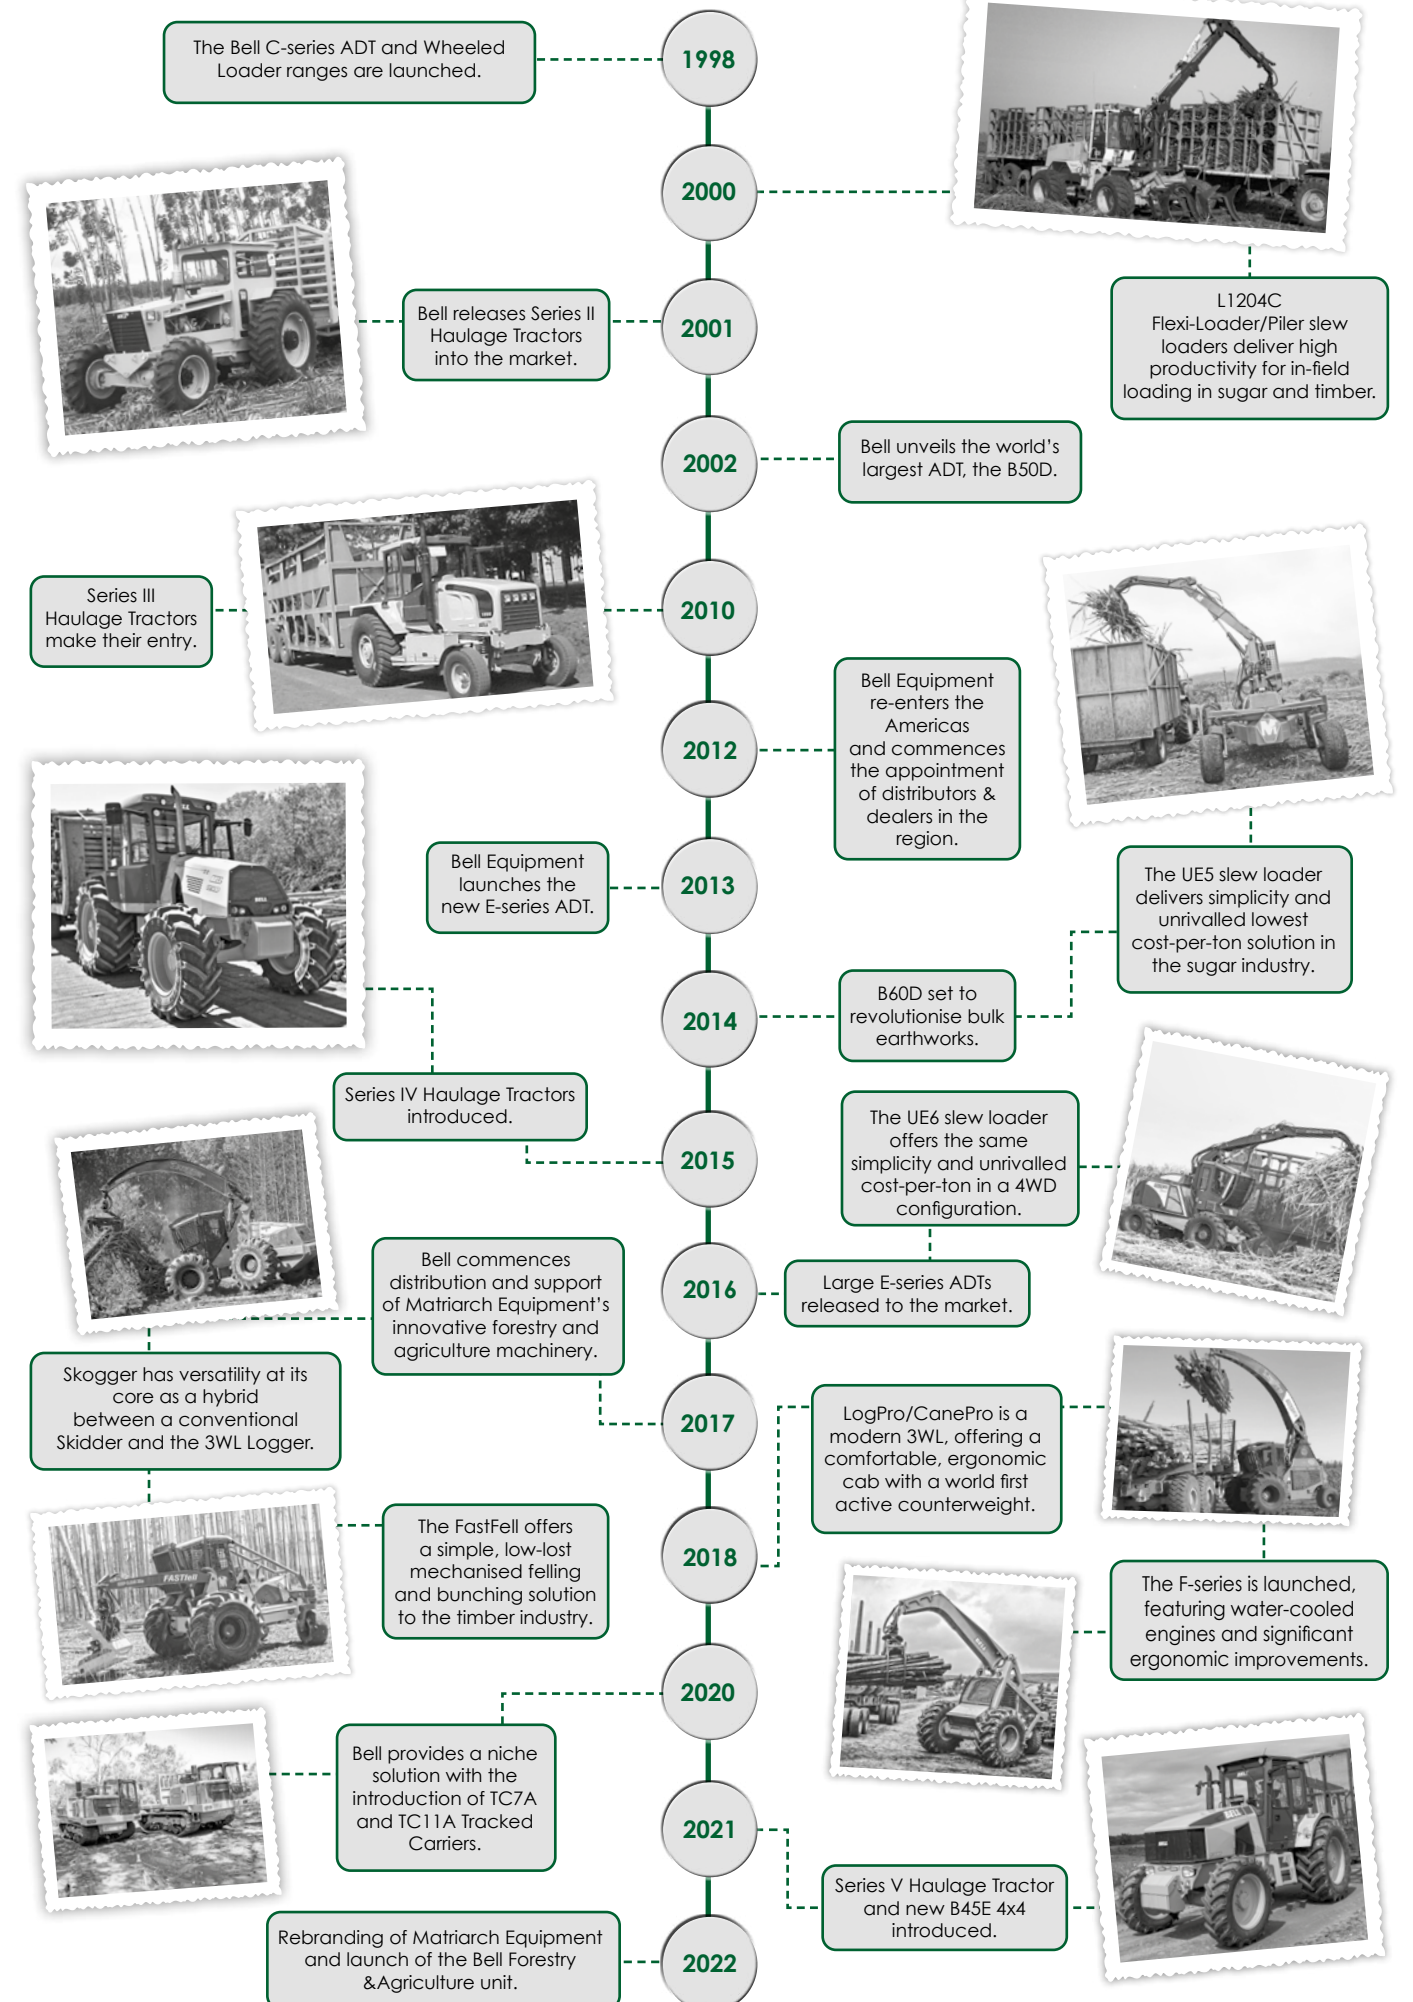 The Bell C-series ADT and Wheeled
Loader ranges are launched.
1998
2000
L1204C
Flexi-Loader/Piler slew
loaders deliver high
productivity for in-field
loading in sugar and timber.
Bell releases Series II
Haulage Tractors
into the market.
2001
2002
Bell unveils the world's
largest ADT, the B50D.
Series III
Haulage Tractors
make their entry.
2010
2012
Bell Equipment
re-enters the
Americas
and commences
the appointment
of distributors &
dealers in the
region.
Bell Equipment
launches the
new E-series ADT.
2013
2014
B60D set to
revolutionise bulk
earthworks.
The UE5 slew loader
delivers simplicity and
unrivalled lowest
cost-per-ton solution in
the sugar industry.
BELL
Series IV Haulage Tractors
introduced.
2015
2016
Large E-series ADTs
released to the market.
The UE6 slew loader
offers the same
simplicity and unrivalled
cost-per-ton in a 4WD
configuration.
Bell commences
distribution and support
of Matriarch Equipment's
innovative forestry and
agriculture machinery.
2017
Skogger has versatility at its
core as a hybrid
between a conventional
Skidder and the 3WL Logger.
The FastFell offers
a simple, low-lost
mechanised felling
and bunching solution
to the timber industry.
FASTfell
2018
LogPro/CanePro is a
modern 3WL, offering a
comfortable, ergonomic
cab with a world first
active counterweight.
The F-series is launched,
featuring water-cooled
engines and significant
ergonomic improvements.
BELL
2020
Bell provides a niche
solution with the
introduction of TC7A
and TC11A Tracked
Carriers.
2021
Series V Haulage Tractor
and new B45E 4x4
introduced.
BELL
Rebranding of Matriarch Equipment
and launch of the Bell Forestry
&Agriculture unit.
2022